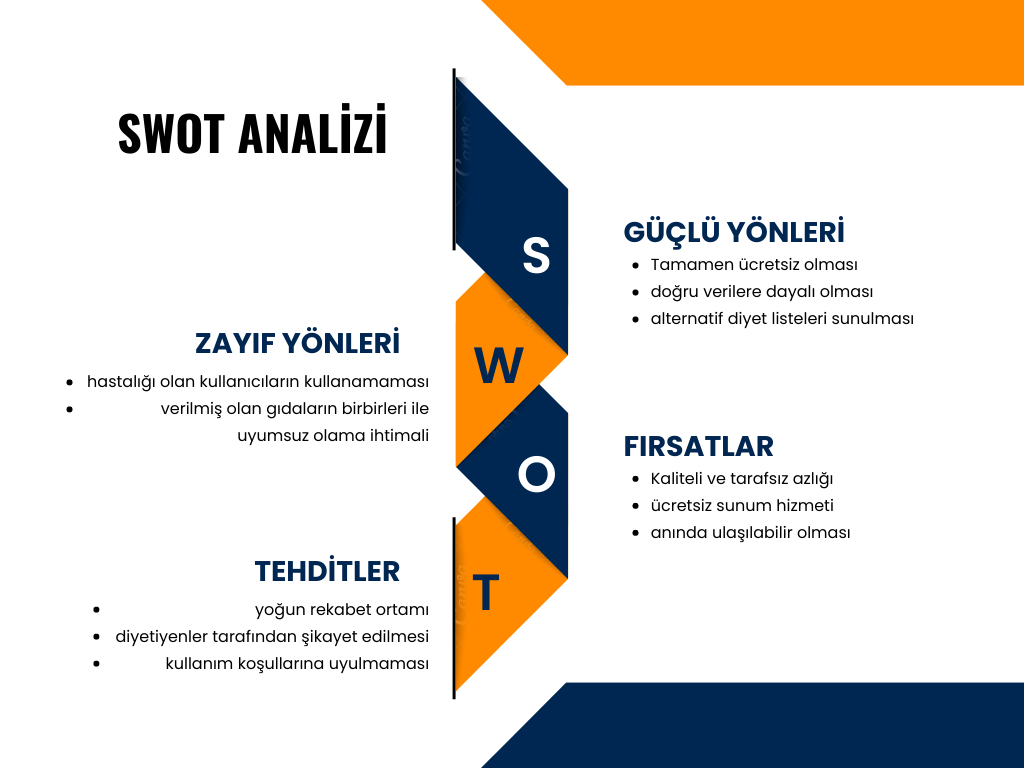 SWOT ANALİZİ
S
GÜÇLÜ YÖNLERİ
Tamamen ücretsiz olması
doğru verilere dayalı olması
alternatif diyet listeleri sunulması
W
ZAYIF YÖNLERİ
hastalığı olan kullanıcıların kullanamaması
verilmiş olan gıdaların birbirleri ile
uyumsuz olama ihtimali
O
FIRSATLAR
Kaliteli ve tarafsız azlığı
ücretsiz sunum hizmeti
anında ulaşılabilir olması
T
TEHDİTLER
yoğun rekabet ortamı
diyetiyenler tarafından şikayet edilmesi
kullanım koşullarına uyulmaması
Canva
Canva